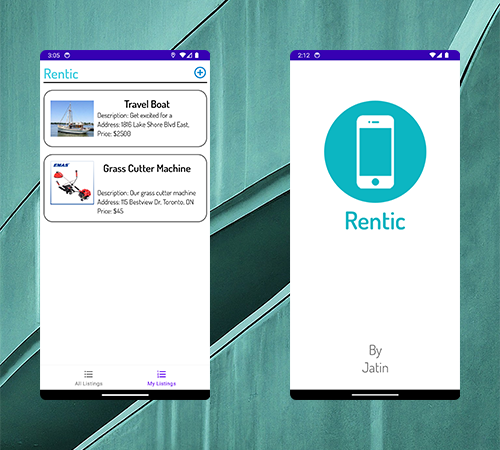 3:05
Rentic
Travel Boat
Description: Get excited for a
Address: 1816 Lake Shore Blvd East,
Price: $2500
EMAS
Grass Cutter Machine
Description: Our grass cutter machine
Address: 115 Bestview Dr, Toronto, ON
Price: $45
All Listings
My Listings
2:12
Rentic
By
Jatin